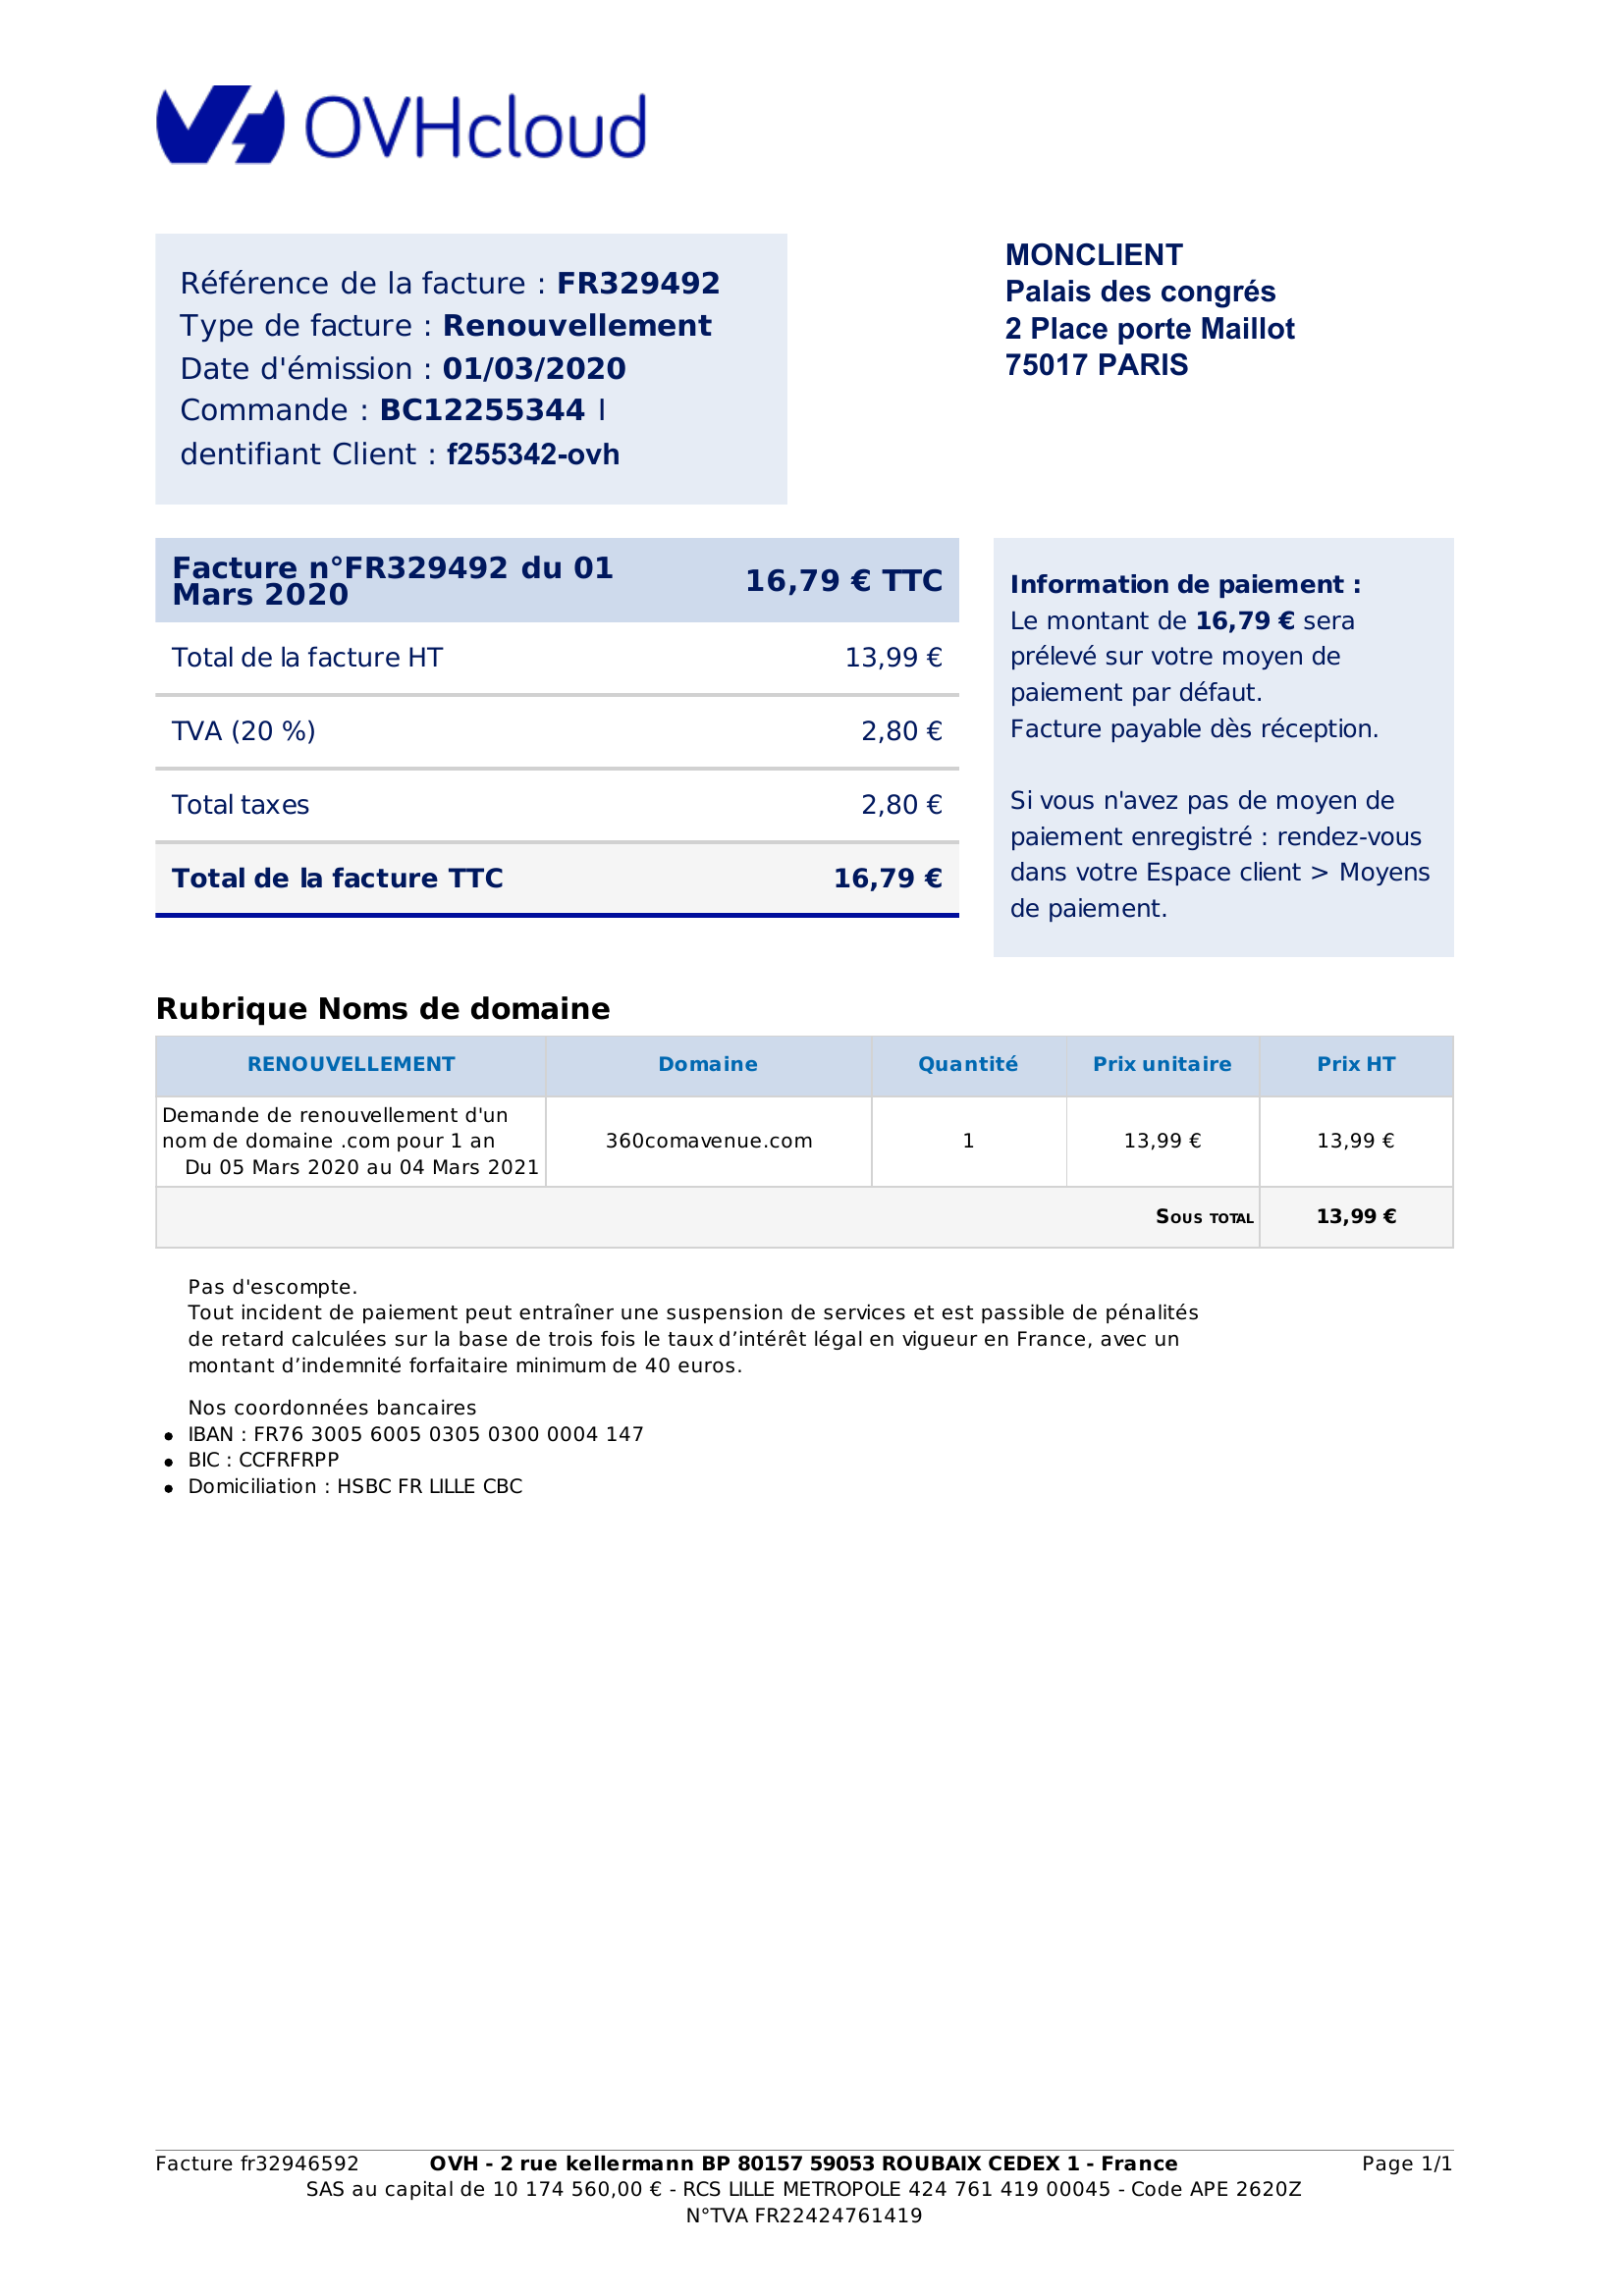 OVHcloud
Référence de la facture : FR329492
Type de facture : Renouvellement
Date d'émission : 01/03/2020
Commande : BC12255344 I
dentifiant Client : f255342-ovh
MONCLIENT
Palais des congrés
2 Place porte Maillot
75017 PARIS
Facture n°FR329492 du 01
Mars 2020
16,79 € TTC
Total de la facture HT 13,99 €
TVA (20 %) 2,80 €
Total taxes 2,80 €
Total de la facture TTC 16,79 €
Information de paiement :
Le montant de 16,79 € sera
prélevé sur votre moyen de
paiement par défaut.
Facture payable dès réception.
Si vous n'avez pas de moyen de
paiement enregistré : rendez-vous
dans votre Espace client > Moyens
de paiement.
Rubrique Noms de domaine
RENOUVELLEMENT Domaine Quantité Prix unitaire Prix HT
Demande de renouvellement d'un
nom de domaine .com pour 1 an
Du 05 Mars 2020 au 04 Mars 2021
360comavenue.com 1 13,99 € 13,99 €
Sous total 13,99 €
Pas d'escompte.
Tout incident de paiement peut entraîner une suspension de services et est passible de pénalités
de retard calculées sur la base de trois fois le taux d’intérêt légal en vigueur en France, avec un
montant d’indemnité forfaitaire minimum de 40 euros.
Nos coordonnées bancaires
● IBAN : FR76 3005 6005 0305 0300 0004 147
● BIC : CCFRFRPP
● Domiciliation : HSBC FR LILLE CBC
Facture fr32946592 OVH - 2 rue kellermann BP 80157 59053 ROUBAIX CEDEX 1 - France Page 1/1
SAS au capital de 10 174 560,00 € - RCS LILLE METROPOLE 424 761 419 00045 - Code APE 2620Z
N°TVA FR22424761419